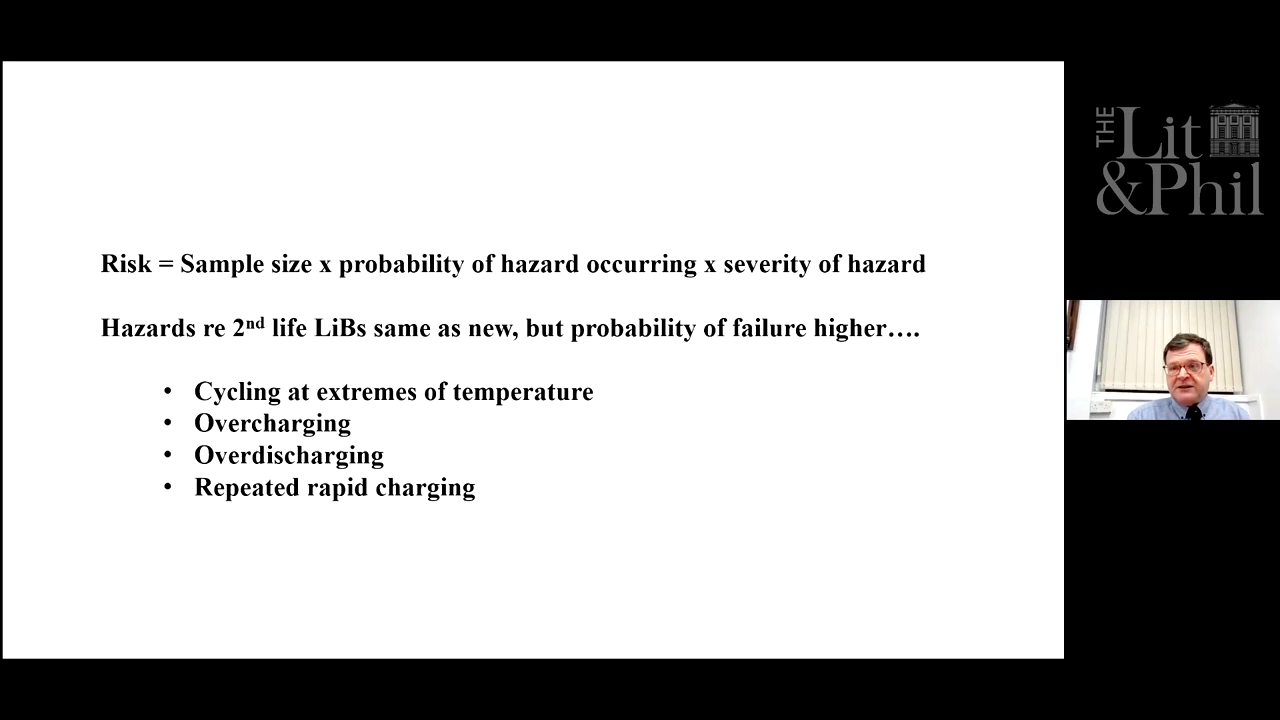 Risk = Sample size x probability of hazard occurring x severity of hazard
Hazards re 2nd life LiBs same as new, but probability of failure higher….
• Cycling at extremes of temperature
• Overcharging
• Overdischarging
• Repeated rapid charging
THE Lit
&Phil